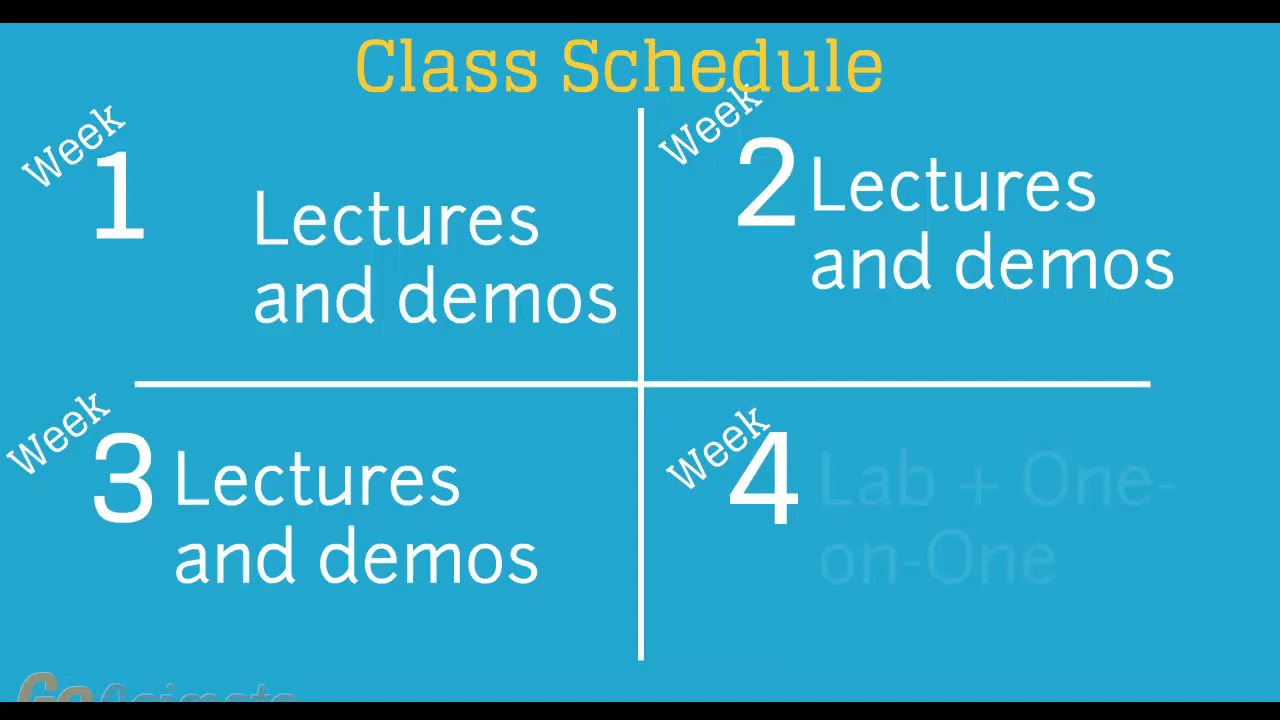 Class Schedule
Week
1
Lectures
and demos
Week
2
Lectures
and demos
Week
3
Lectures
and demos
Week
4
Lab + One-
on-One
GoAnimate